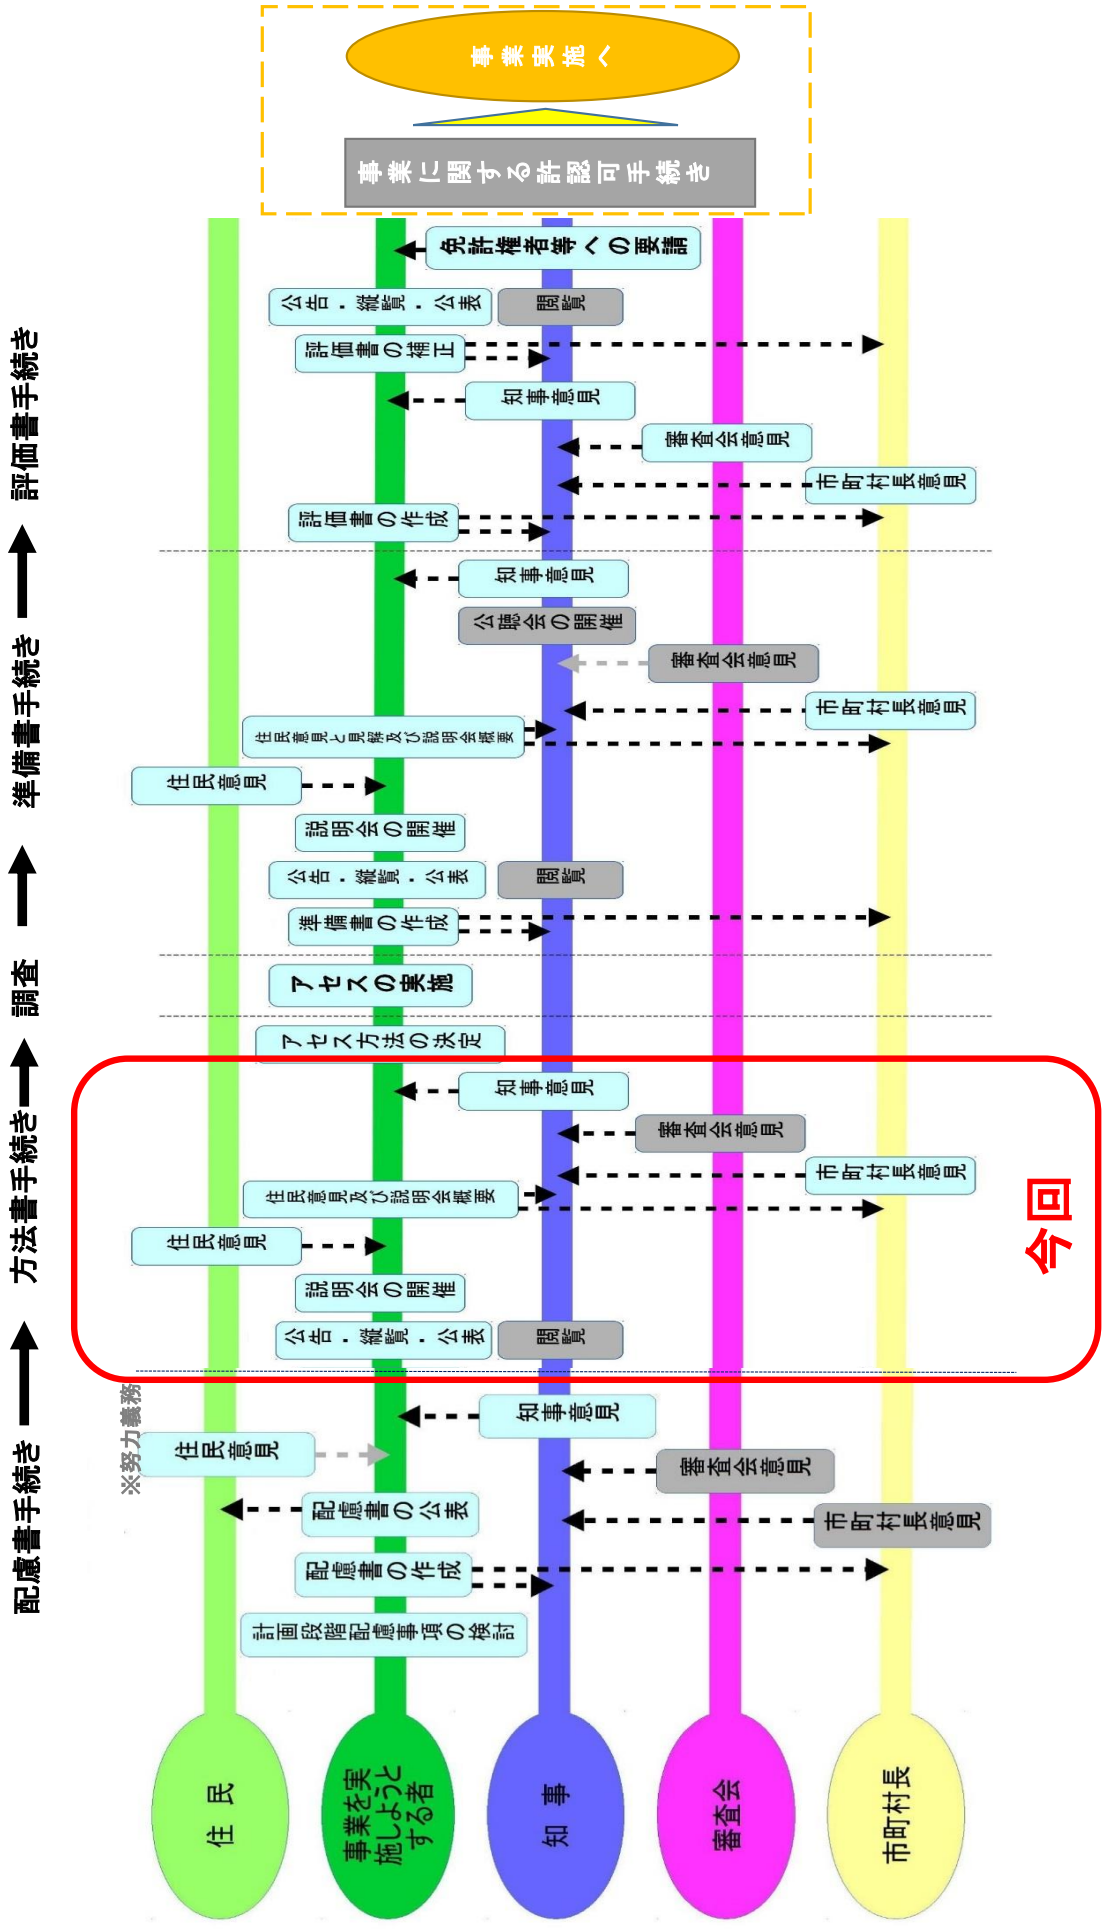 配慮書手続き
方法書手続き
調査
準備書手続き
評価書手続き
住民
事業を実
施しようと
する者
知事
審査会
市町村長
計画段階配慮事項の検討
配慮書の作成
市町村長意見
配慮書の公表
審査会意見
住民意見
※努力義務
知事意見
公告・縦覧・公表
閲覧
説明会の開催
住民意見
住民意見及び説明会概要
市町村長意見
審査会意見
知事意見
今回
アセス方法の決定
アセスの実施
準備書の作成
公告・縦覧・公表
閲覧
説明会の開催
住民意見
住民意見と見解及び説明会概要
市町村長意見
審査会意見
公聴会の開催
知事意見
評価書の作成
市町村長意見
審査会意見
知事意見
評価書の補正
公告・縦覧・公表
閲覧
免許権者等への要請
事業に関する許認可手続き
事業実施へ